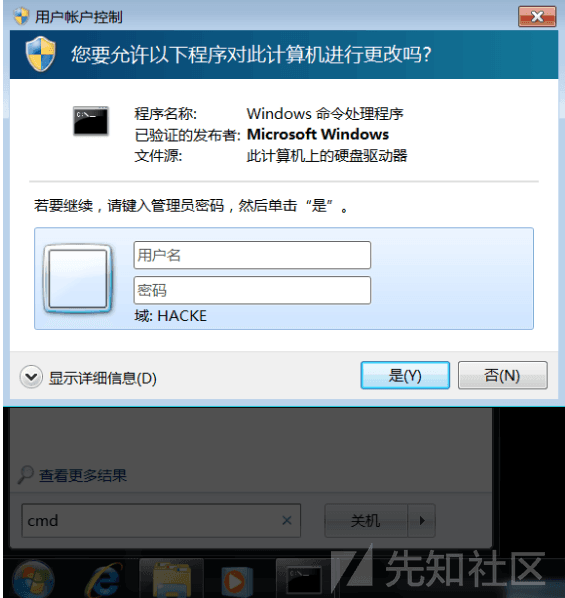 用户帐户控制
您要允许以下程序对此计算机进行更改吗?
程序名称: Windows 命令处理程序
已验证的发布者: Microsoft Windows
文件源: 此计算机上的硬盘驱动器
若要继续，请键入管理员密码，然后单击“是”。
用户名
密码
域: HACKE
显示详细信息(D) 是(Y) 否(N)
查看更多结果
cmd 关机
先知社区